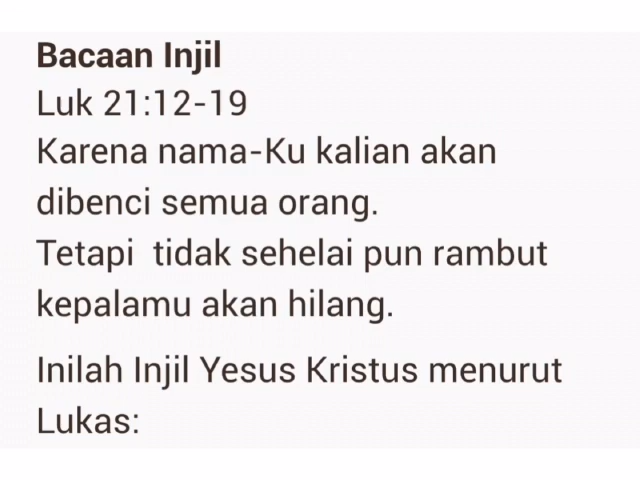 Bacaan Injil
Luk 21:12-19
Karena nama-Ku kalian akan
dibenci semua orang.
Tetapi tidak sehelai pun rambut
kepalamu akan hilang.
Inilah Injil Yesus Kristus menurut
Lukas: